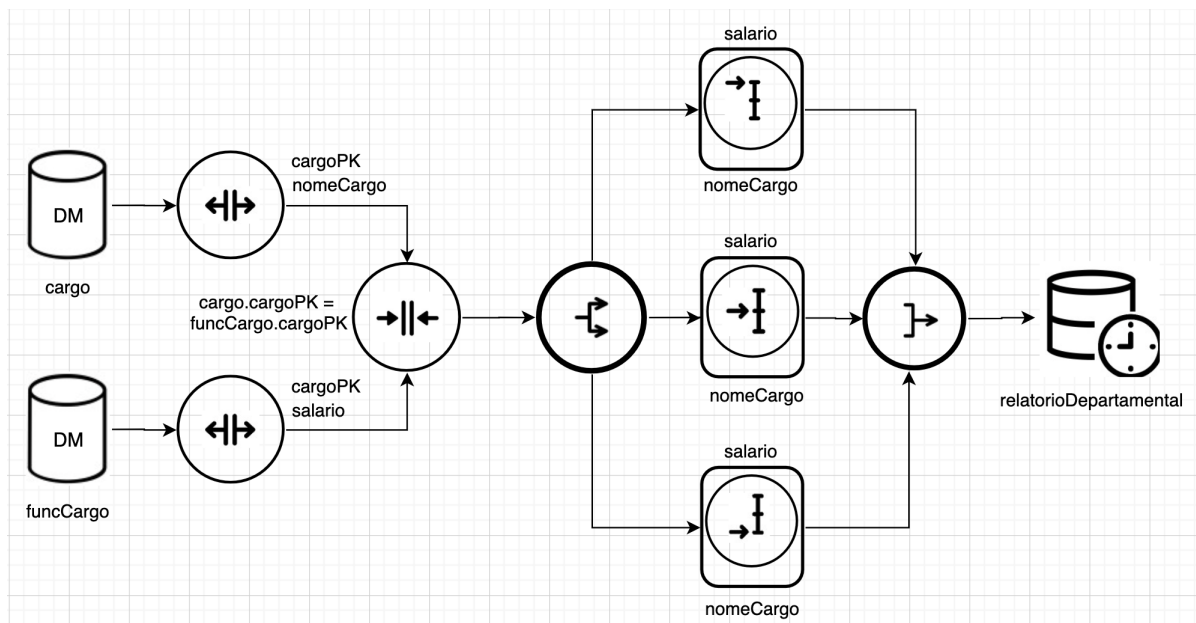 salario
nomeCargo
DM
cargo
cargoPK
nomeCargo
cargo.cargoPK =
funcCargo.cargoPK
salario
nomeCargo
relatorioDepartamental
DM
funcCargo
cargoPK
salario
salario
nomeCargo